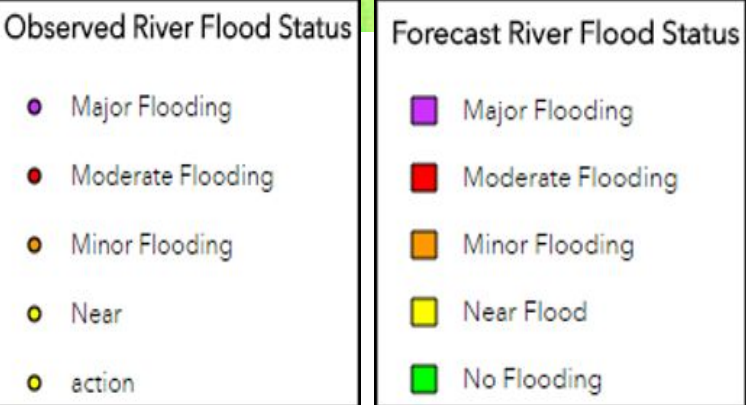 Observed River Flood Status
Major Flooding
Moderate Flooding
Minor Flooding
Near
action
Forecast River Flood Status
Major Flooding
Moderate Flooding
Minor Flooding
Near Flood
No Flooding